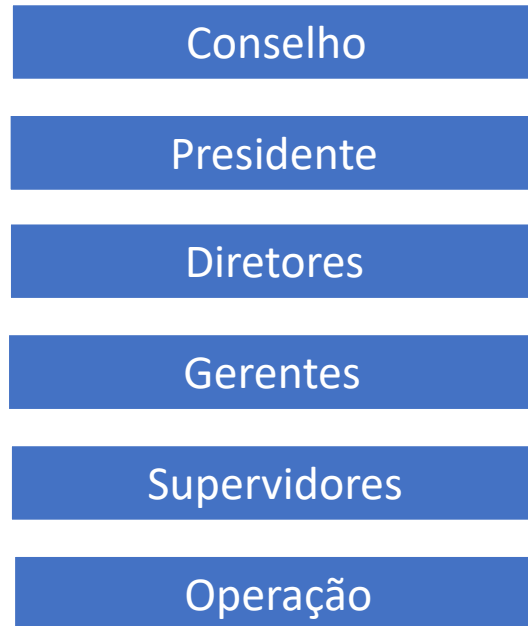 Conselho
Presidente
Diretores
Gerentes
Supervidores
Operação